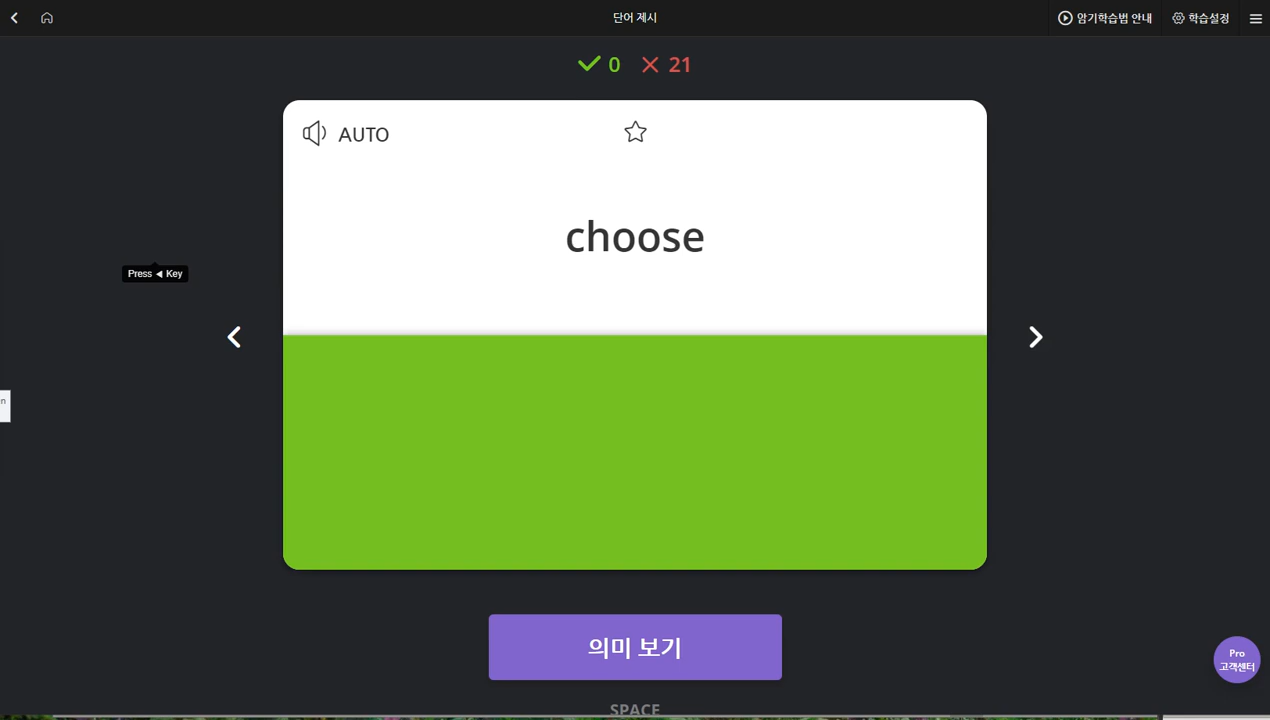 단어 제시
암기학습법 안내
학습설정
0
21
AUTO
choose
Press ◀ Key
n
의미 보기
Pro
고객센터
SPACE